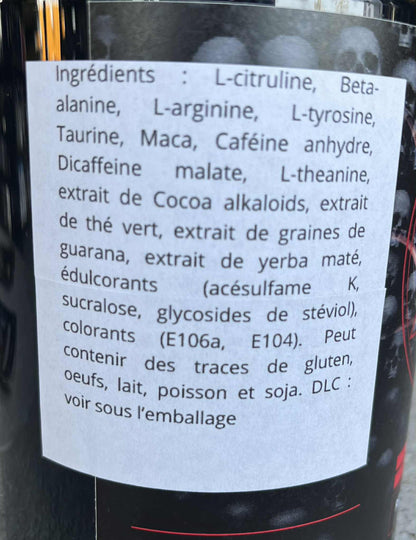 Ingrédients : L-citruline, Beta-
alanine, L-arginine, L-tyrosine,
Taurine, Maca, Caféine anhydre,
Dicaffeine malate, L-theanine,
extrait de Cocoa alkaloids, extrait
de thé vert, extrait de graines de
guarana, extrait de yerba maté,
édulcorants (acésulfame K,
sucralose, glycosides de stéviol),
colorants (E106a, E104). Peut
contenir des traces de gluten,
oeufs, lait, poisson et soja. DLC :
voir sous l'emballage